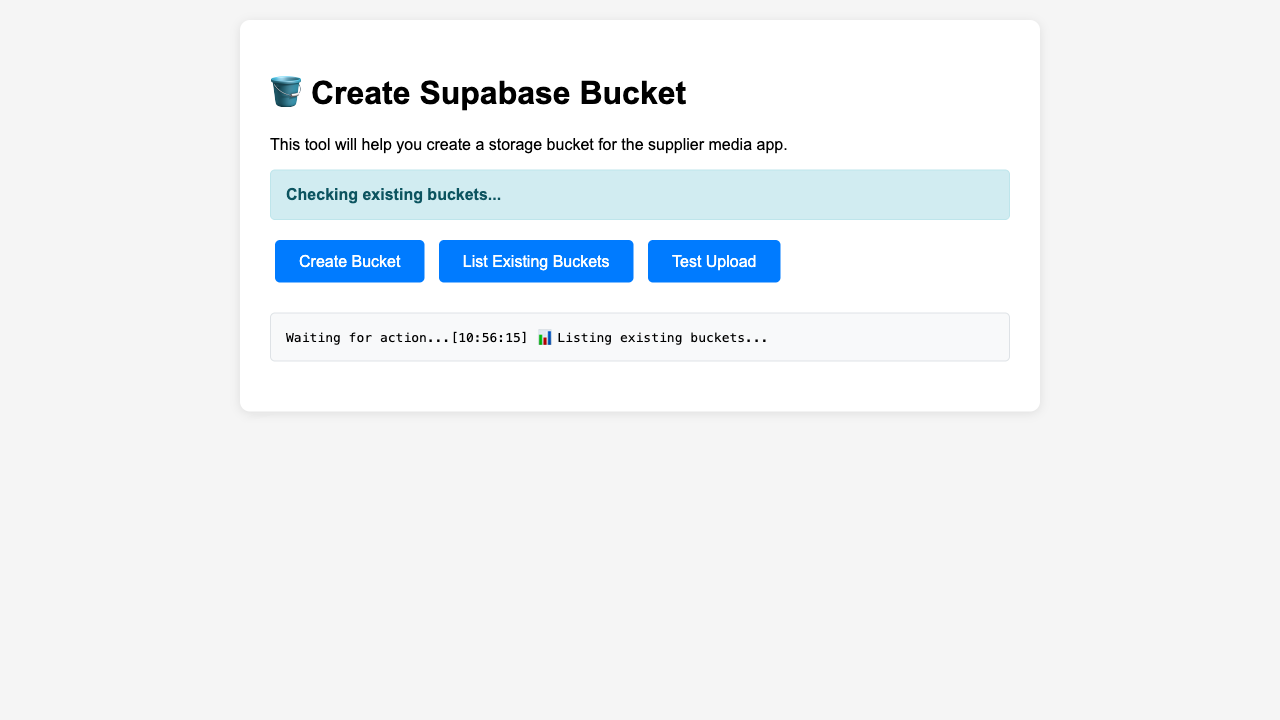 🪣 Create Supabase Bucket
This tool will help you create a storage bucket for the supplier media app.
Checking existing buckets...
Create Bucket
List Existing Buckets
Test Upload
Waiting for action...[10:56:15] 📊 Listing existing buckets...